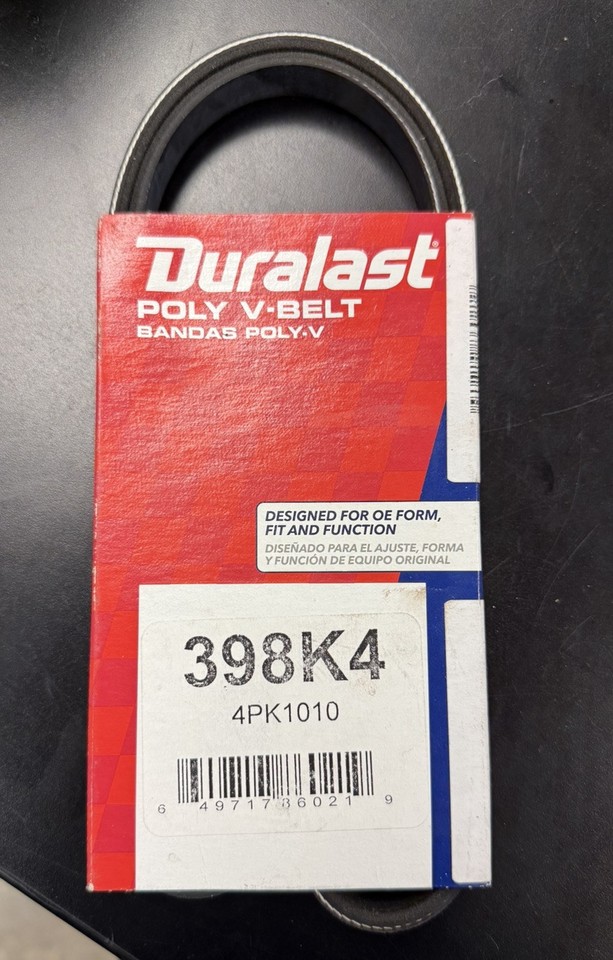 Duralast®
POLY V-BELT
BANDAS POLY-V
DESIGNED FOR OE FORM,
FIT AND FUNCTION
DISEÑADO PARA EL AJUSTE, FORMA
Y FUNCIÓN DE EQUIPO ORIGINAL
398K4
4PK1010
6 49717 86021 9